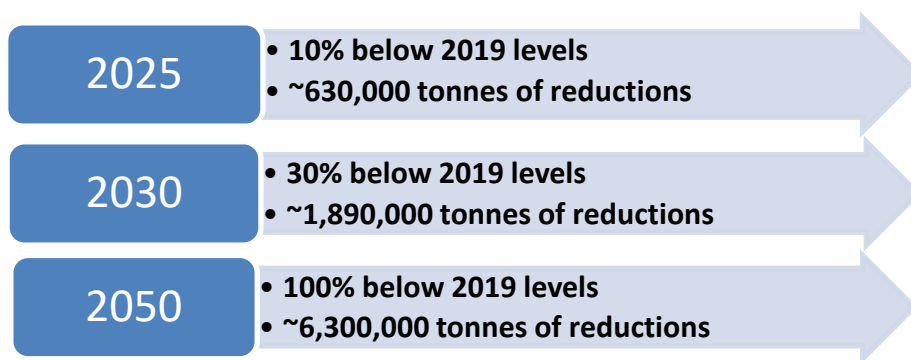 2025
• 10% below 2019 levels
• ~630,000 tonnes of reductions
2030
• 30% below 2019 levels
• ~1,890,000 tonnes of reductions
2050
• 100% below 2019 levels
• ~6,300,000 tonnes of reductions